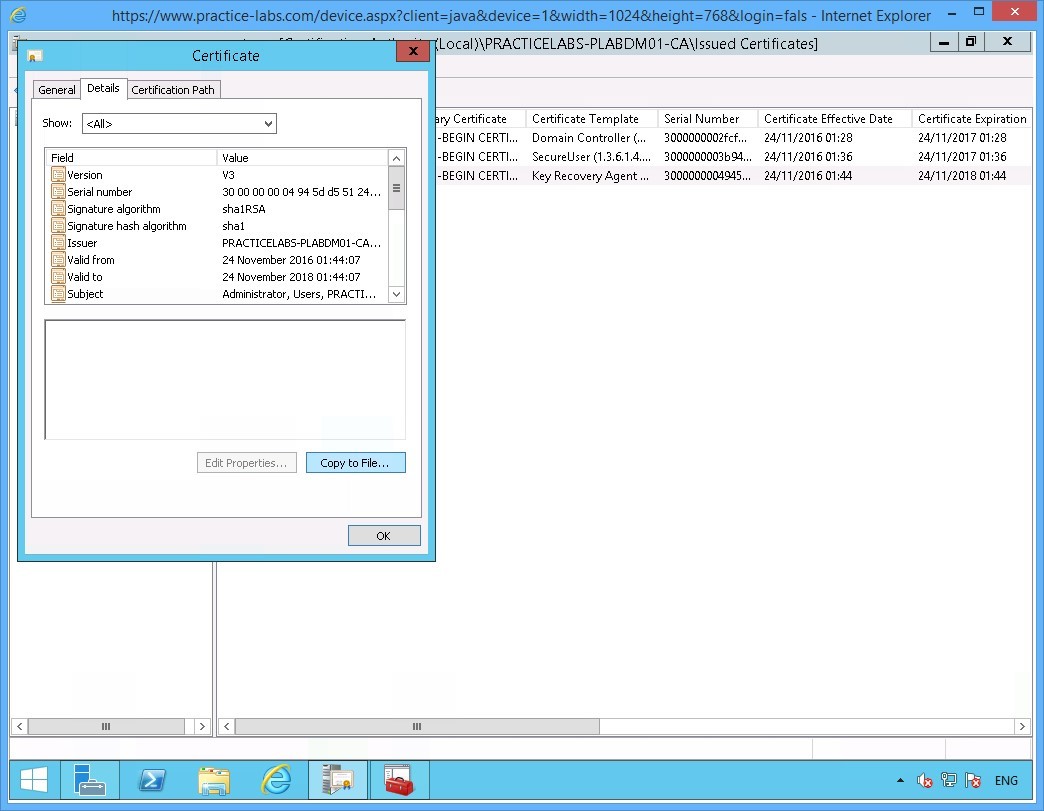 https://www.practice-labs.com/device.aspx?client=java&device=1&width=1024&height=768&login=fals - Internet Explorer
(Local)\PRACTICELABS-PLABDM01-CA\Issued Certificates]
Certificate
General Details Certification Path
Show: <All>
Field Value
Version V3
Serial number 30 00 00 00 04 94 5d d5 51 24...
Signature algorithm sha1RSA
Signature hash algorithm sha1
Issuer PRACTICELABS-PLABDM01-CA...
Valid from 24 November 2016 01:44:07
Valid to 24 November 2018 01:44:07
Subject Administrator, Users, PRACTI...
Edit Properties... Copy to File...
OK
ary Certificate Certificate Template Serial Number Certificate Effective Date Certificate Expiration
-BEGIN CERTI... Domain Controller (... 3000000002fcf... 24/11/2016 01:28 24/11/2017 01:28
-BEGIN CERTI... SecureUser (1.3.6.1.4.... 3000000003b94... 24/11/2016 01:36 24/11/2017 01:36
-BEGIN CERTI... Key Recovery Agent ... 3000000004945... 24/11/2016 01:44 24/11/2018 01:44
ENG